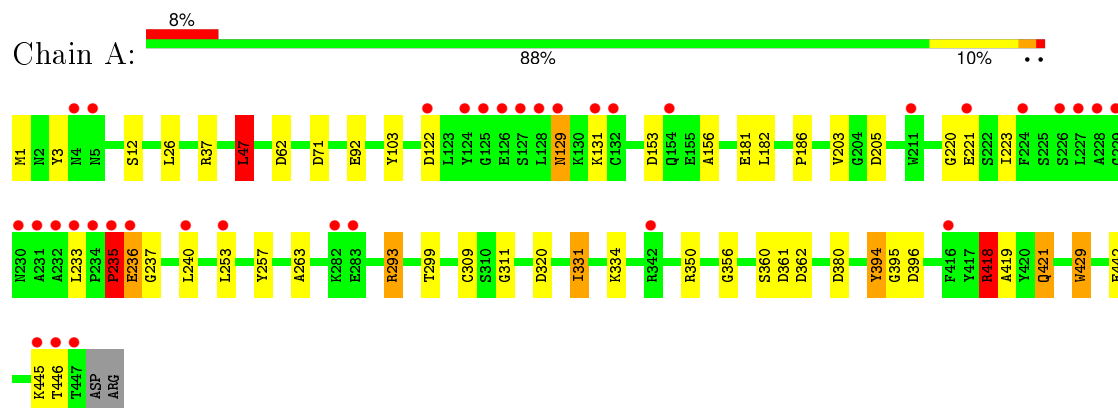 8%
Chain A:
88% 10% • •
M1 N2 Y3 N4 N5 S12 L26 R37 L47 D62 D71 E92 Y103 D122 L123 Y124 G125 E126 S127 L128 N129 K130 K131 C132 D153 Q154 E155 A156 E181 L182 P186 V203 G204 D205 W211 G220 E221 S222 I223 F224 S225 S226 L227 A228
N230 A231 A232 L233 P234 P235 E236 G237 L240 L253 Y257 A263 K282 E283 R293 T299 C309 S310 G311 D320 I331 K334 R342 R350 G356 S360 D361 D362 D380 Y394 G395 D396 F416 Y417 R418 A419 Y420 Q421 W429
K445 T446 T447 ASP ARG